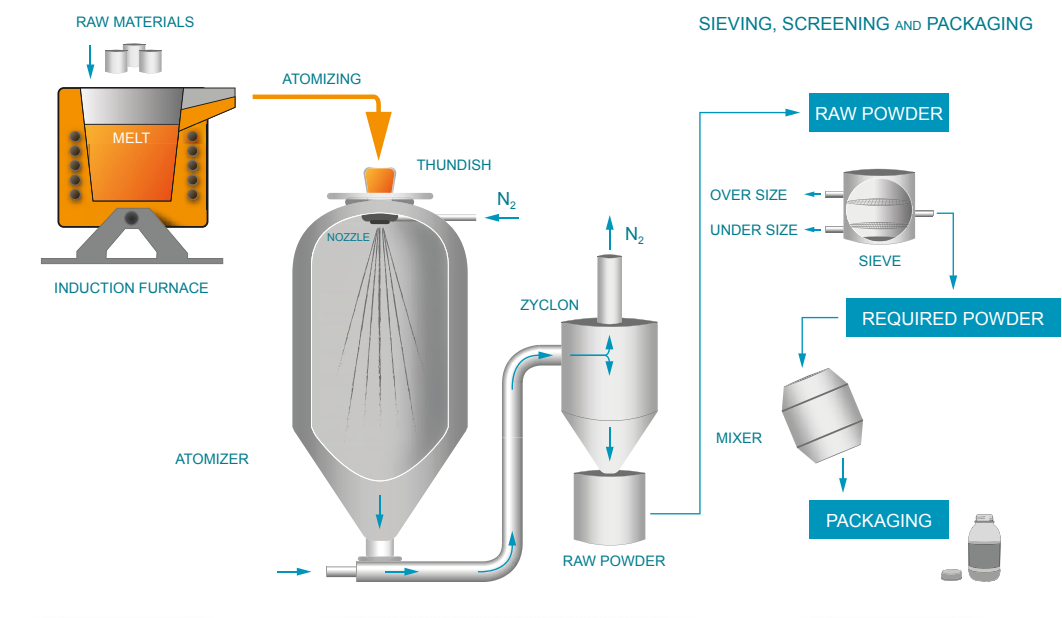 RAW MATERIALS
SIEVING, SCREENING AND PACKAGING
ATOMIZING
MELT
RAW POWDER
THUNDISH
N2
OVER SIZE
NOZZLE
N2
UNDER SIZE
SIEVE
INDUCTION FURNACE
ZYCLON
REQUIRED POWDER
MIXER
ATOMIZER
PACKAGING
RAW POWDER